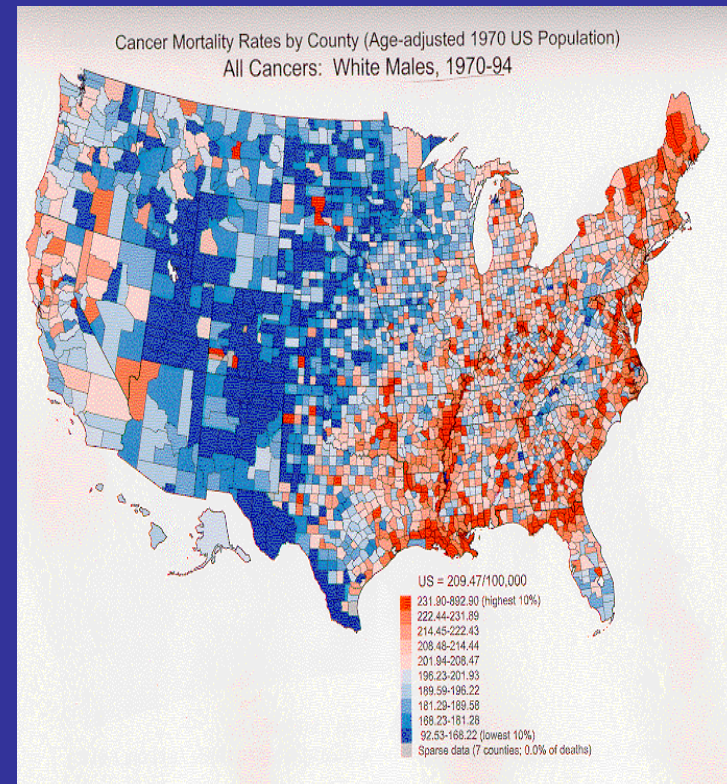 Cancer Mortality Rates by County (Age-adjusted 1970 US Population)
All Cancers: White Males, 1970-94
US = 209.47/100,000
231.90-892.90 (highest 10%)
222.44-231.89
214.45-222.43
208.48-214.44
201.94-208.47
196.23-201.93
189.59-196.22
181.29-189.58
168.23-181.28
92.53-168.22 (lowest 10%)
Sparse data (7 counties; 0.0% of deaths)